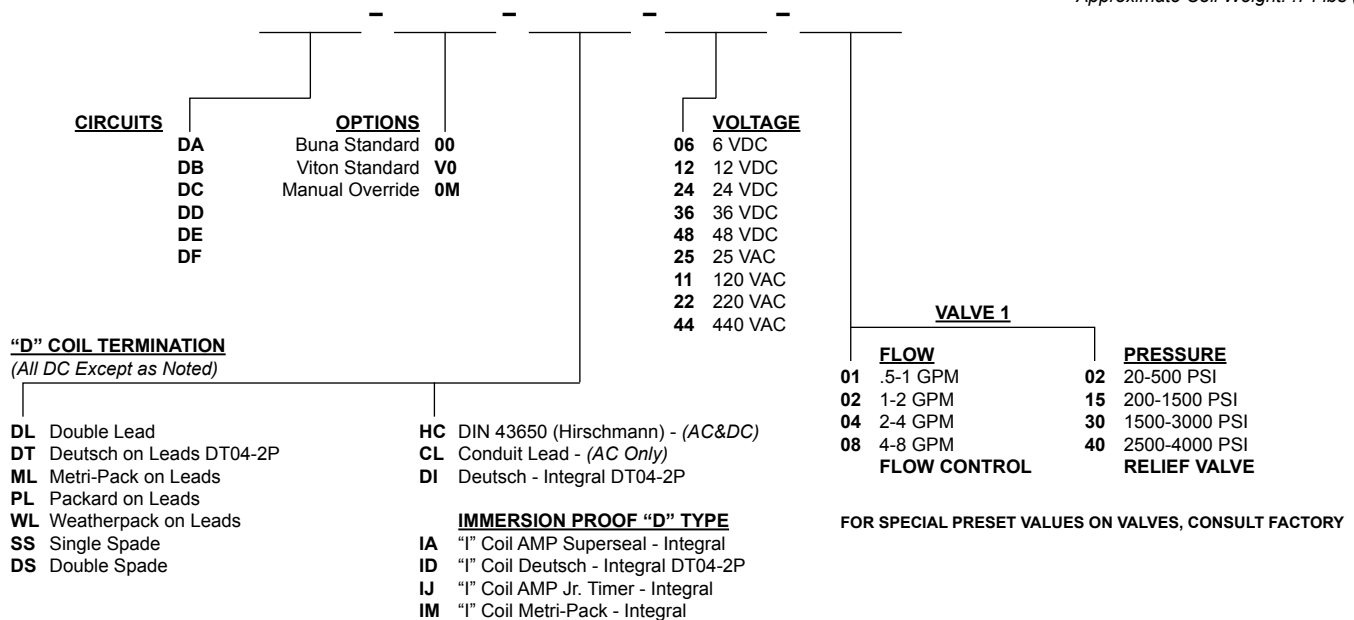 Approximate Coil Weight: .17 lbs
– – – –
CIRCUITS
DA
DB
DC
DD
DE
DF
OPTIONS
Buna Standard 00
Viton Standard V0
Manual Override 0M
VOLTAGE
06 6 VDC
12 12 VDC
24 24 VDC
36 36 VDC
48 48 VDC
25 25 VAC
11 120 VAC
22 220 VAC
44 440 VAC
"D" COIL TERMINATION
(All DC Except as Noted)
DL Double Lead
DT Deutsch on Leads DT04-2P
ML Metri-Pack on Leads
PL Packard on Leads
WL Weatherpack on Leads
SS Single Spade
DS Double Spade
HC DIN 43650 (Hirschmann) - (AC&DC)
CL Conduit Lead - (AC Only)
DI Deutsch - Integral DT04-2P
IMMERSION PROOF "D" TYPE
IA "I" Coil AMP Superseal - Integral
ID "I" Coil Deutsch - Integral DT04-2P
IJ "I" Coil AMP Jr. Timer - Integral
IM "I" Coil Metri-Pack - Integral
VALVE 1
FLOW
01 .5-1 GPM
02 1-2 GPM
04 2-4 GPM
08 4-8 GPM
FLOW CONTROL
PRESSURE
02 20-500 PSI
15 200-1500 PSI
30 1500-3000 PSI
40 2500-4000 PSI
RELIEF VALVE
FOR SPECIAL PRESET VALUES ON VALVES, CONSULT FACTORY